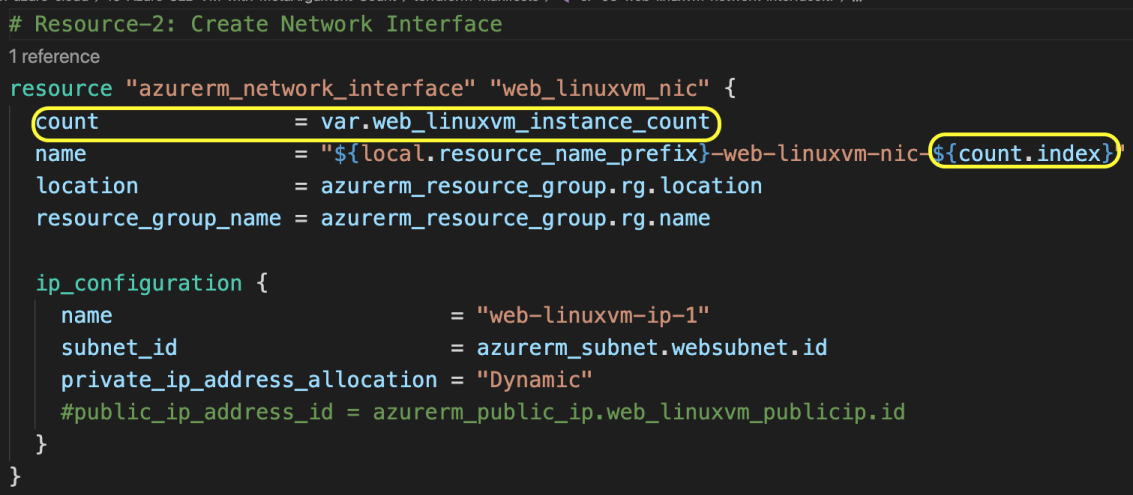 # Resource-2: Create Network Interface
1 reference
resource "azurerm_network_interface" "web_linuxvm_nic" {
count = var.web_linuxvm_instance_count
name = "${local.resource_name_prefix}-web-linuxvm-nic-${count.index}"
location = azurerm_resource_group.rg.location
resource_group_name = azurerm_resource_group.rg.name
ip_configuration {
name = "web-linuxvm-ip-1"
subnet_id = azurerm_subnet.websubnet.id
private_ip_address_allocation = "Dynamic"
#public_ip_address_id = azurerm_public_ip.web_linuxvm_publicip.id
}
}